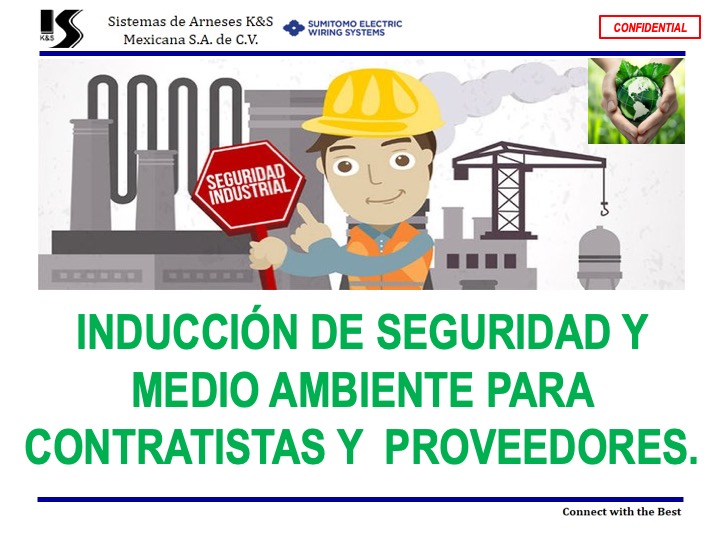 K&S
Sistemas de Arneses K&S
Mexicana S.A. de C.V.
SUMITOMO ELECTRIC
WIRING SYSTEMS
CONFIDENTIAL
SEGURIDAD
INDUSTRIAL
INDUCCIÓN DE SEGURIDAD Y
MEDIO AMBIENTE PARA
CONTRATISTAS Y  PROVEEDORES.
Connect with the Best